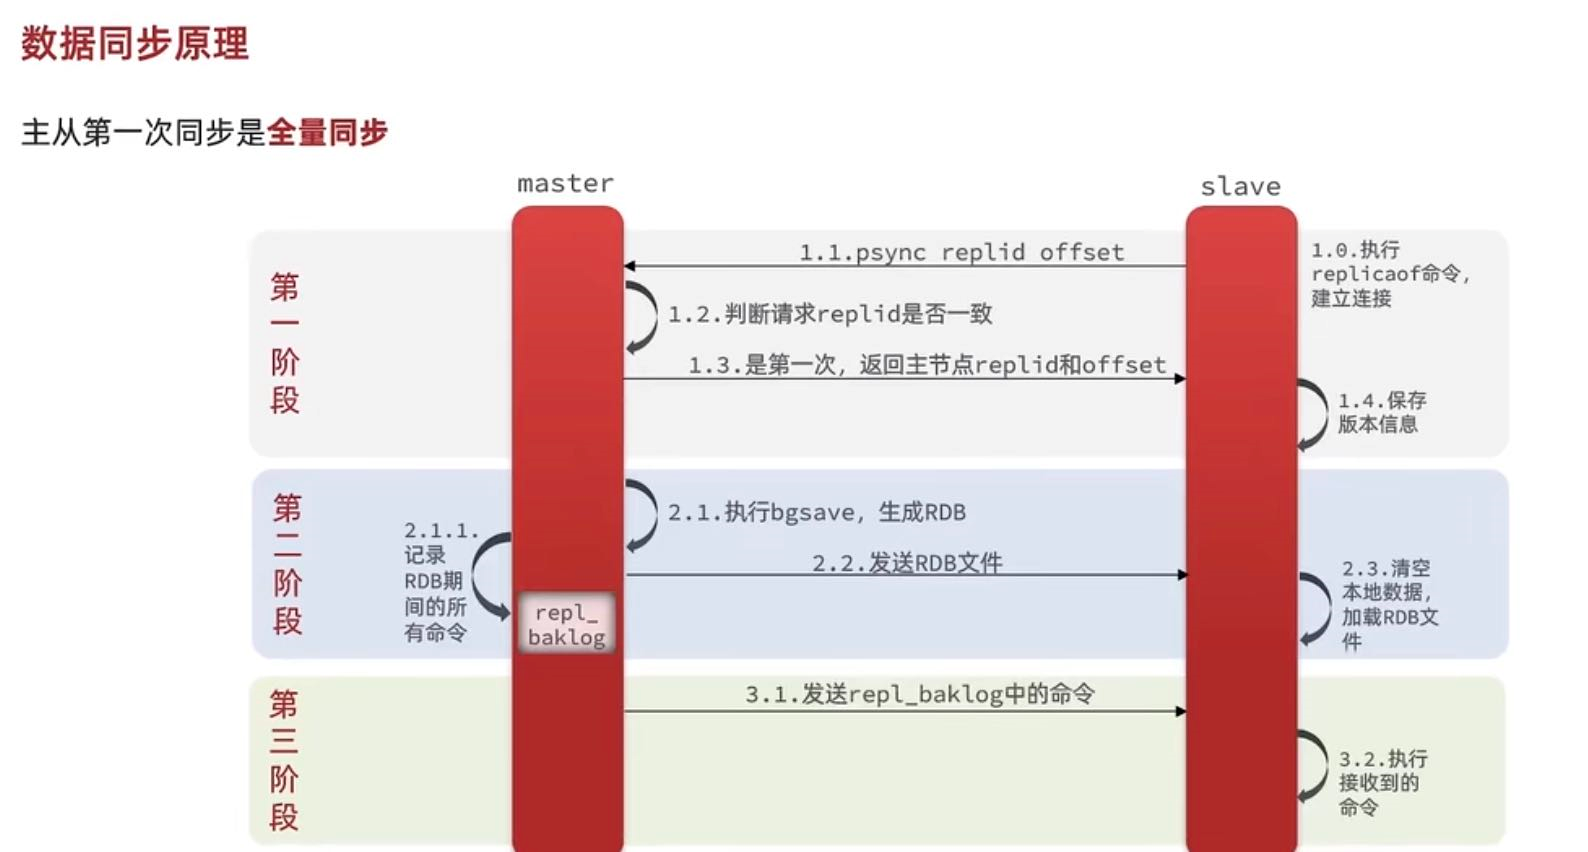 数据同步原理
主从第一次同步是全量同步
master
slave
第一阶段
1.0.执行
replicaof命令，
建立连接
1.1.psync replid offset
1.2.判断请求replid是否一致
1.3.是第一次，返回主节点replid和offset
1.4.保存
版本信息
第二阶段
2.1.执行bgsave，生成RDB
2.1.1.
记录
RDB期
间的所
有命令
repl_
baklog
2.2.发送RDB文件
2.3.清空
本地数据，
加载RDB文
件
第三阶段
3.1.发送repl_baklog中的命令
3.2.执行
接收到的
命令